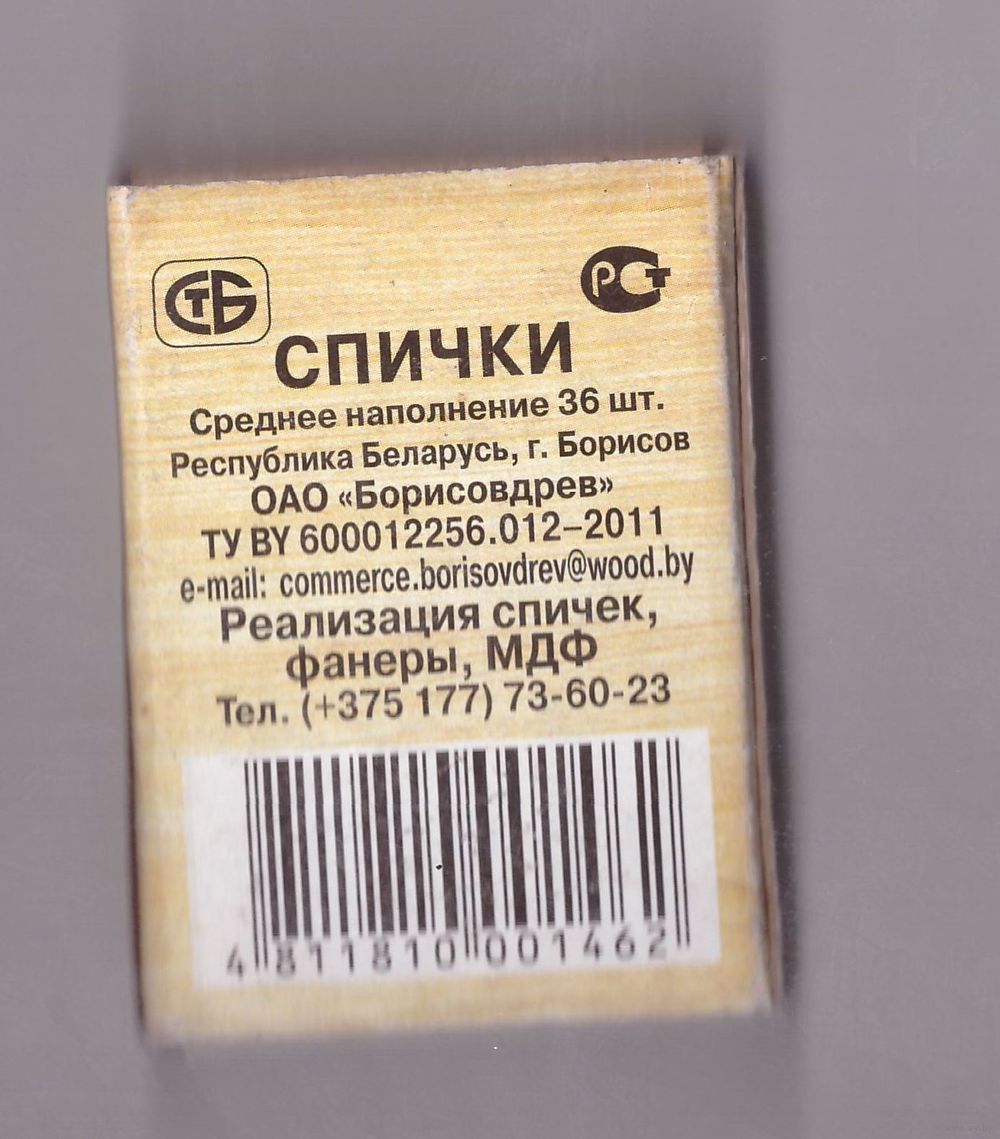 СТБ
РСТ
СПИЧКИ
Среднее наполнение 36 шт.
Республика Беларусь, г. Борисов
ОАО «Борисовдрев»
ТУ BY 600012256.012–2011
e-mail: commerce.borisovdrev@wood.by
Реализация спичек,
фанеры, МДФ
Тел. (+375 177) 73-60-23
4 811810 001462